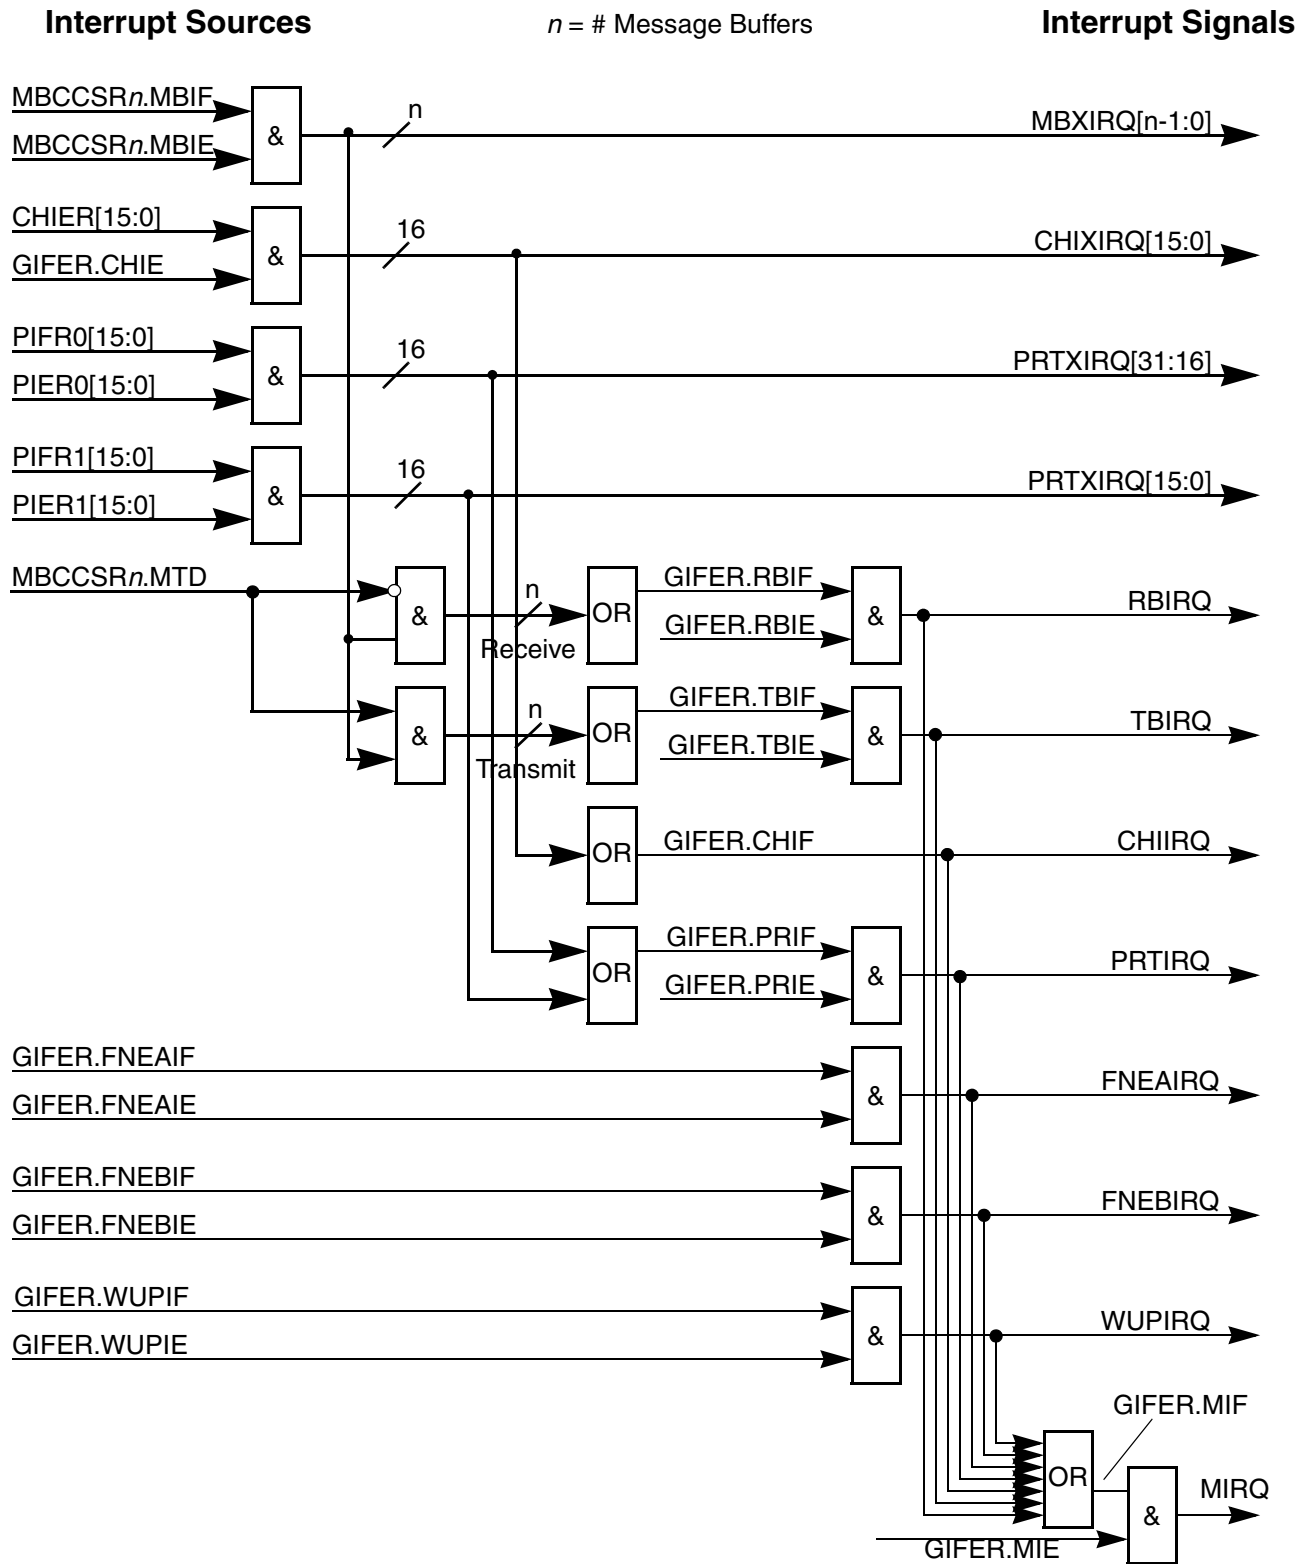 Interrupt Sources
n = # Message Buffers
Interrupt Signals
MBCCSRn.MBIF
MBCCSRn.MBIE
&
n
MBXIRQ[n-1:0]
CHIER[15:0]
GIFER.CHIE
&
16
CHIXIRQ[15:0]
PIFR0[15:0]
PIER0[15:0]
&
16
PRTXIRQ[31:16]
PIFR1[15:0]
PIER1[15:0]
&
16
PRTXIRQ[15:0]
MBCCSRn.MTD
&
n
Receive
OR
GIFER.RBIF
GIFER.RBIE
&
RBIRQ
&
n
Transmit
OR
GIFER.TBIF
GIFER.TBIE
&
TBIRQ
OR
GIFER.CHIF
CHIIRQ
OR
GIFER.PRIF
GIFER.PRIE
&
PRTIRQ
GIFER.FNEAIF
GIFER.FNEAIE
&
FNEAIRQ
GIFER.FNEBIF
GIFER.FNEBIE
&
FNEBIRQ
GIFER.WUPIF
GIFER.WUPIE
&
WUPIRQ
GIFER.MIF
OR
GIFER.MIE
&
MIRQ